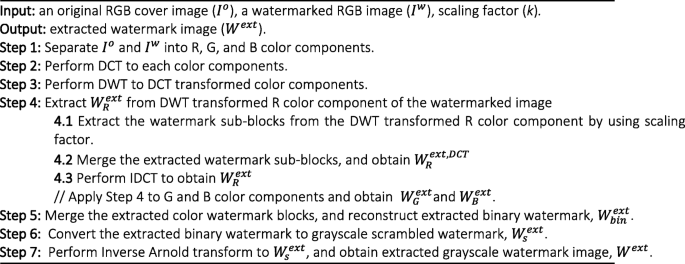 Input: an original RGB cover image (Iᵒ), a watermarked RGB image (Iʷ), scaling factor (k).
Output: extracted watermark image (Wᵉˣᵗ).
Step 1: Separate Iᵒ and Iʷ into R, G, and B color components.
Step 2: Perform DCT to each color components.
Step 3: Perform DWT to DCT transformed color components.
Step 4: Extract W_R^{ext} from DWT transformed R color component of the watermarked image
4.1 Extract the watermark sub-blocks from the DWT transformed R color component by using scaling
factor.
4.2 Merge the extracted watermark sub-blocks, and obtain W_R^{ext,DCT}
4.3 Perform IDCT to obtain W_R^{ext}
// Apply Step 4 to G and B color components and obtain W_G^{ext} and W_B^{ext}.
Step 5: Merge the extracted color watermark blocks, and reconstruct extracted binary watermark, W_{bin}^{ext}.
Step 6: Convert the extracted binary watermark to grayscale scrambled watermark, W_s^{ext}.
Step 7: Perform Inverse Arnold transform to W_s^{ext}, and obtain extracted grayscale watermark image, W^{ext}.